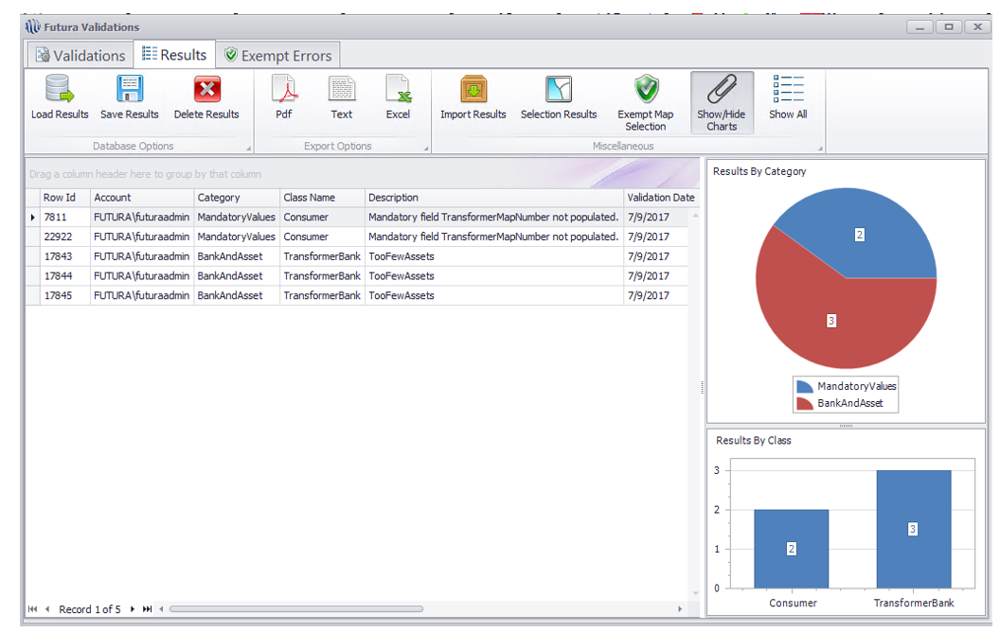 Futura Validations
Validations Results Exempt Errors
Load Results Save Results Delete Results Pdf Text Excel Import Results Selection Results Exempt Map Selection Show/Hide Charts Show All
Database Options Export Options Miscellaneous
Drag a column header here to group by that column
Row Id Account Category Class Name Description Validation Date
7811 FUTURA\futuraadmin MandatoryValues Consumer Mandatory field TransformerMapNumber not populated. 7/9/2017
22922 FUTURA\futuraadmin MandatoryValues Consumer Mandatory field TransformerMapNumber not populated. 7/9/2017
17843 FUTURA\futuraadmin BankAndAsset TransformerBank TooFewAssets 7/9/2017
17844 FUTURA\futuraadmin BankAndAsset TransformerBank TooFewAssets 7/9/2017
17845 FUTURA\futuraadmin BankAndAsset TransformerBank TooFewAssets 7/9/2017
Record 1 of 5
Results By Category
2
3
MandatoryValues
BankAndAsset
Results By Class
3
2
1
0
2
3
Consumer TransformerBank